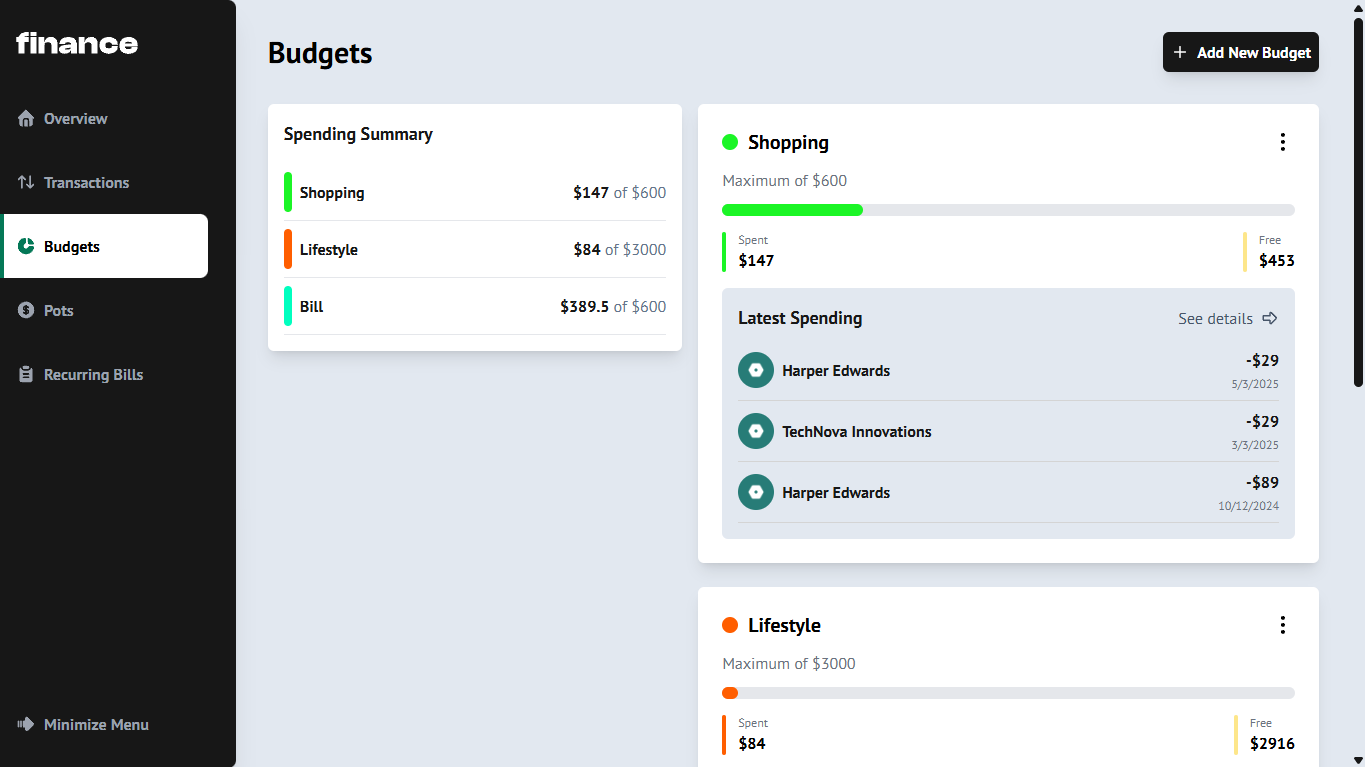 finance
Overview
Transactions
Budgets
Pots
Recurring Bills
Minimize Menu
Budgets
+ Add New Budget
Spending Summary
Shopping $147 of $600
Lifestyle $84 of $3000
Bill $389.5 of $600
Shopping
Maximum of $600
Spent Free
$147 $453
Latest Spending See details
Harper Edwards -$29
5/3/2025
TechNova Innovations -$29
3/3/2025
Harper Edwards -$89
10/12/2024
Lifestyle
Maximum of $3000
Spent Free
$84 $2916